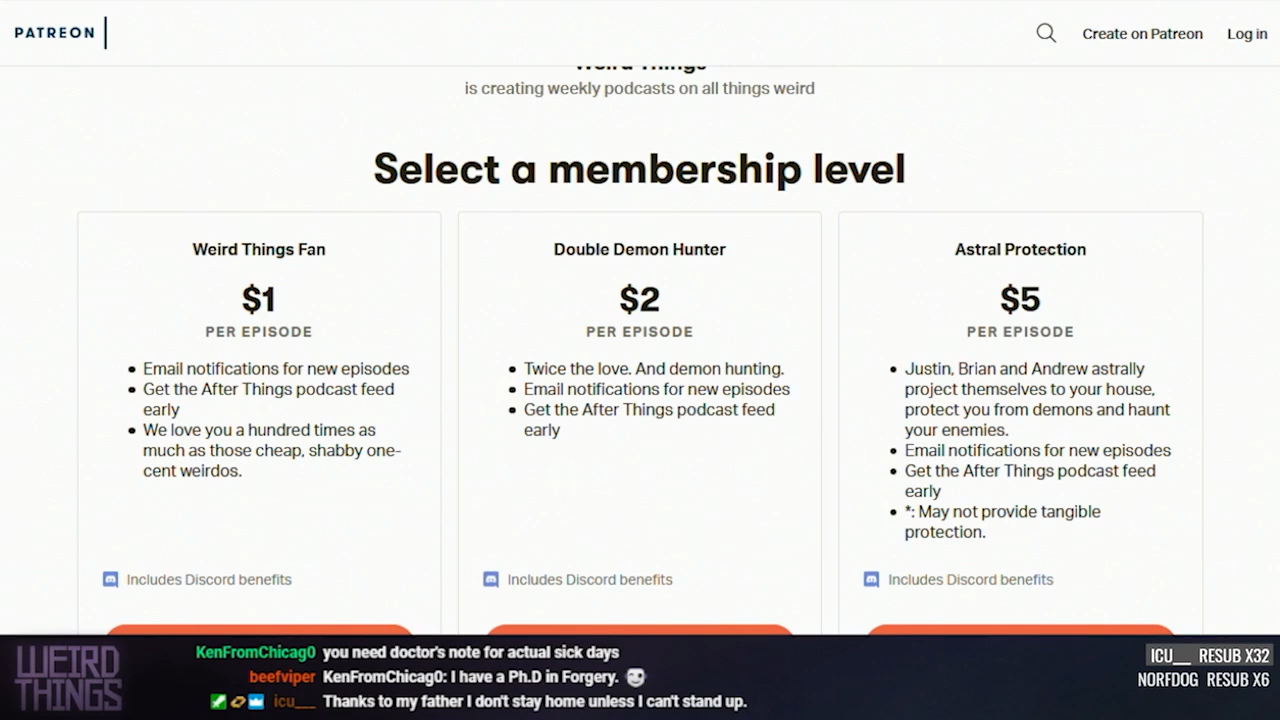 PATREON
Create on Patreon
Log in
Weird Things
is creating weekly podcasts on all things weird
Select a membership level
Weird Things Fan
$1
PER EPISODE
Email notifications for new episodes
Get the After Things podcast feed
early
We love you a hundred times as
much as those cheap, shabby one-
cent weirdos.
Includes Discord benefits
Double Demon Hunter
$2
PER EPISODE
Twice the love. And demon hunting.
Email notifications for new episodes
Get the After Things podcast feed
early
Includes Discord benefits
Astral Protection
$5
PER EPISODE
Justin, Brian and Andrew astrally
project themselves to your house,
protect you from demons and haunt
your enemies.
Email notifications for new episodes
Get the After Things podcast feed
early
*: May not provide tangible
protection.
Includes Discord benefits
WEIRD
THINGS
KenFromChicag0 you need doctor's note for actual sick days
beefviper KenFromChicag0: I have a Ph.D in Forgery.
icu___ Thanks to my father I don't stay home unless I can't stand up.
ICU___ RESUB X32
NORFDOG RESUB X6